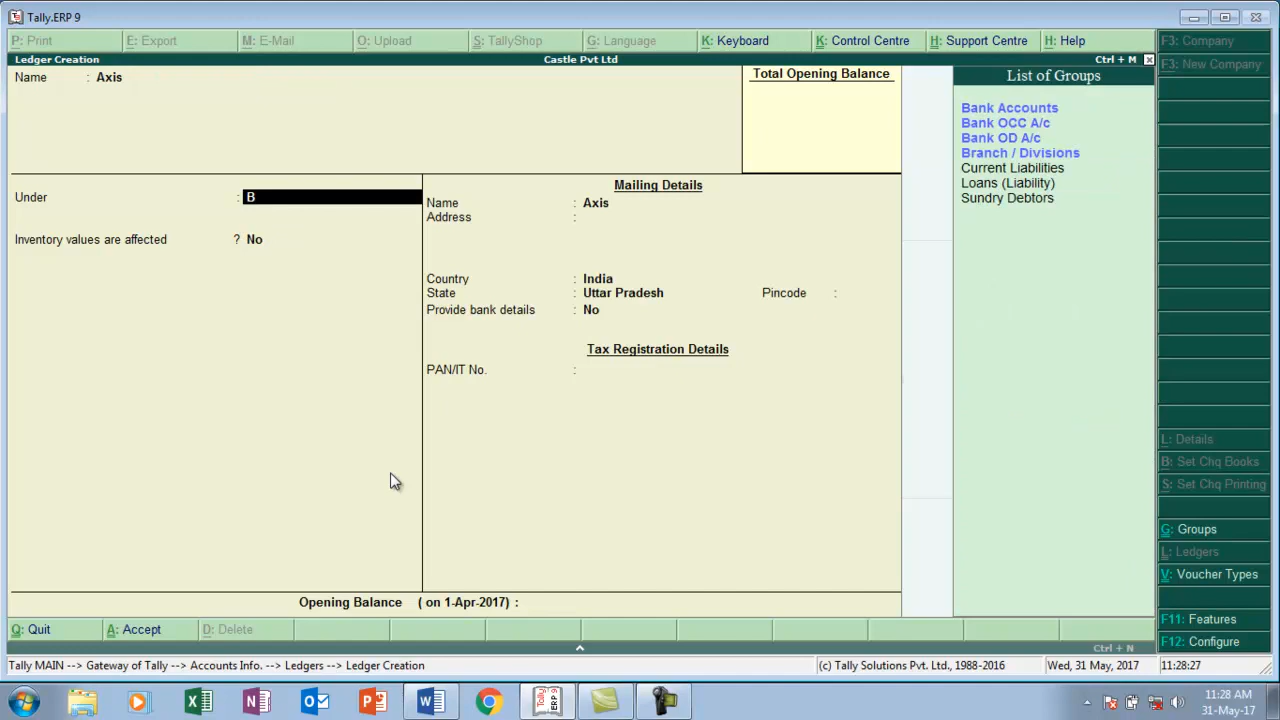 Tally.ERP 9
P: Print
E: Export
M: E-Mail
O: Upload
S: TallyShop
G: Language
K: Keyboard
K: Control Centre
H: Support Centre
H: Help
F3: Company
Ledger Creation
Castle Pvt Ltd
Ctrl + M
F3: New Company
Name : Axis
Total Opening Balance
List of Groups
Bank Accounts
Bank OCC A/c
Bank OD A/c
Branch / Divisions
Current Liabilities
Loans (Liability)
Sundry Debtors
Under : B
Inventory values are affected ? No
Mailing Details
Name : Axis
Address :
Country : India
State : Uttar Pradesh
Pincode :
Provide bank details : No
Tax Registration Details
PAN/IT No. :
L: Details
B: Set Chq Books
S: Set Chq Printing
G: Groups
L: Ledgers
V: Voucher Types
F11: Features
F12: Configure
Opening Balance ( on 1-Apr-2017) :
Q: Quit
A: Accept
D: Delete
Ctrl + N
Tally MAIN --> Gateway of Tally --> Accounts Info. --> Ledgers --> Ledger Creation
(c) Tally Solutions Pvt. Ltd., 1988-2016
Wed, 31 May, 2017
11:28:27
11:28 AM
31-May-17